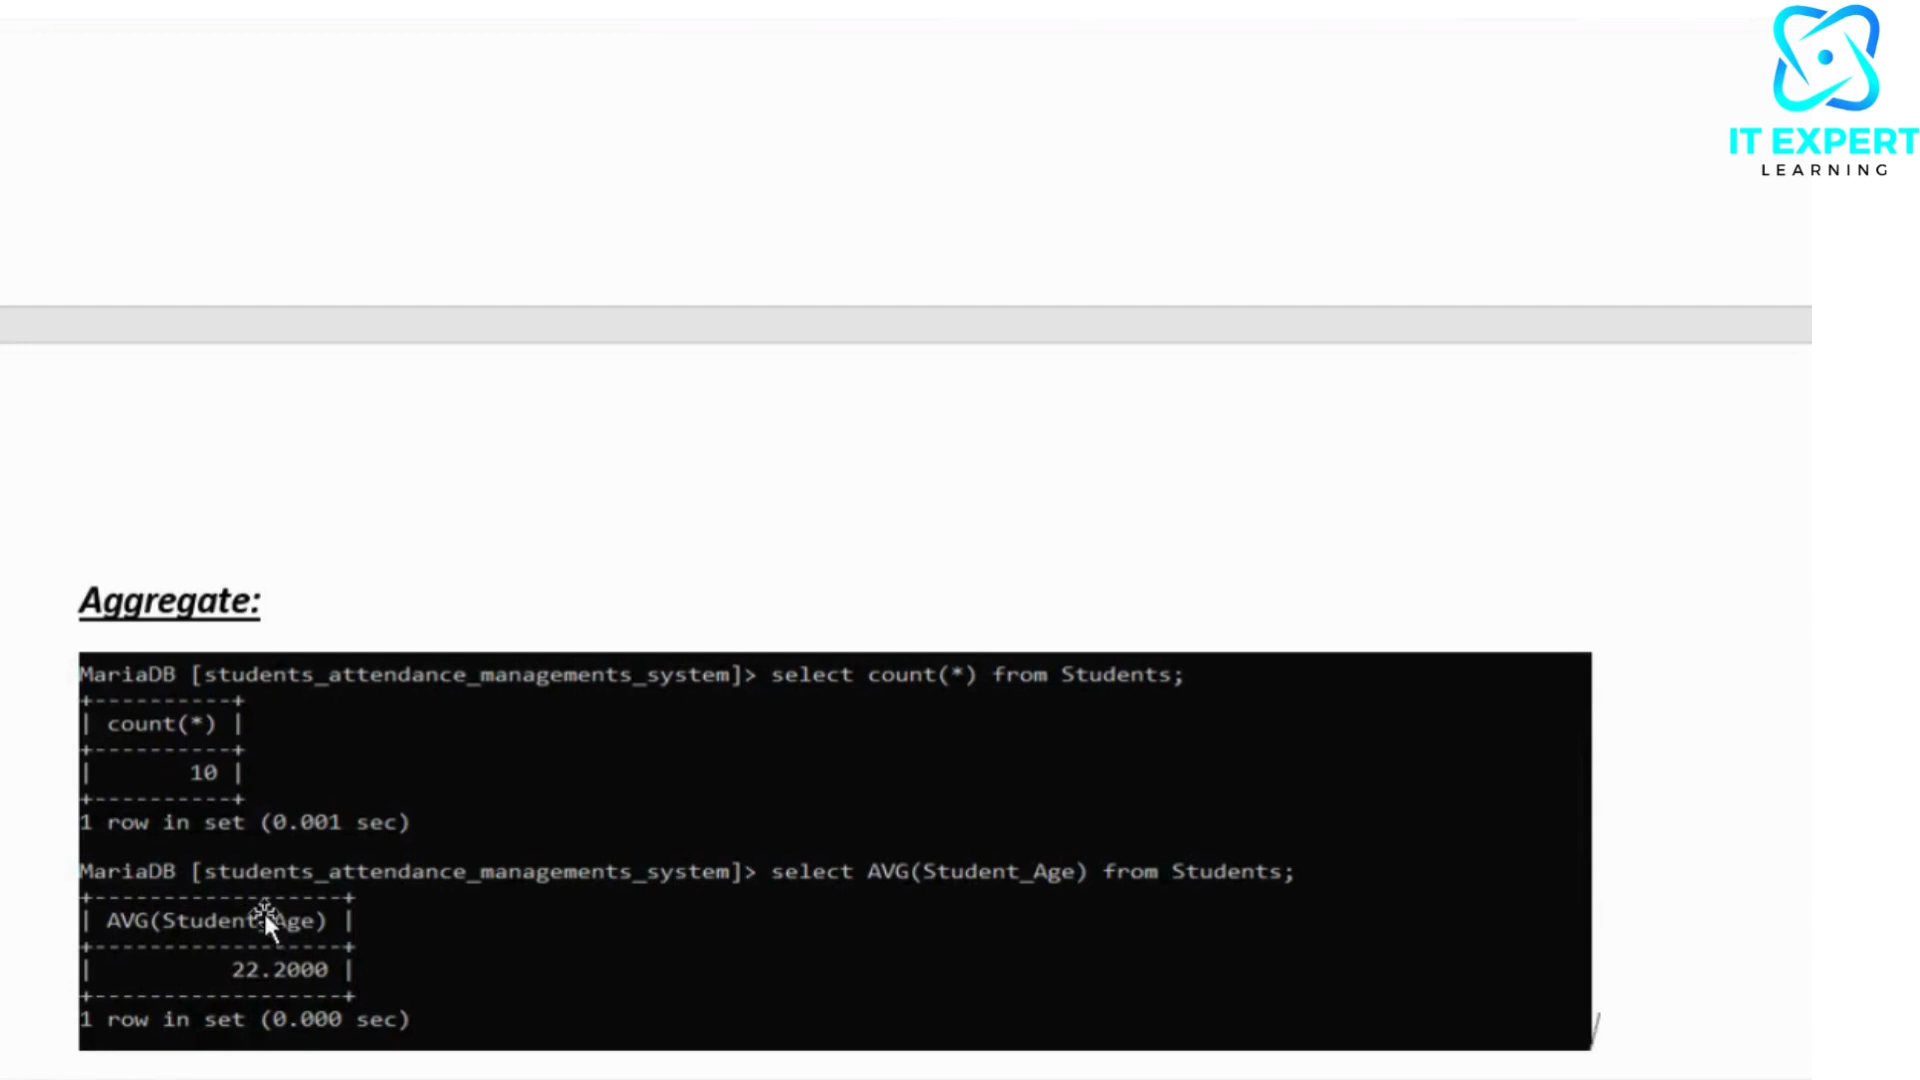 IT EXPERT
LEARNING
Aggregate:
MariaDB [students_attendance_managements_system]> select count(*) from Students;
+----------+
| count(*) |
+----------+
|       10 |
+----------+
1 row in set (0.001 sec)
MariaDB [students_attendance_managements_system]> select AVG(Student_Age) from Students;
+------------------+
| AVG(Student_Age) |
+------------------+
|          22.2000 |
+------------------+
1 row in set (0.000 sec)